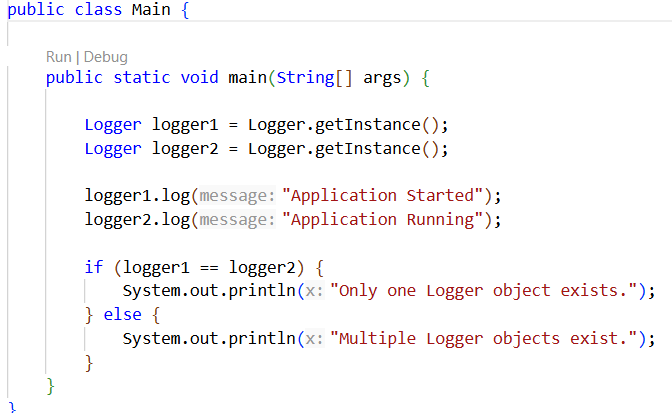 public class Main {
Run | Debug
public static void main(String[] args) {
Logger logger1 = Logger.getInstance();
Logger logger2 = Logger.getInstance();
logger1.log(message: "Application Started");
logger2.log(message: "Application Running");
if (logger1 == logger2) {
System.out.println(x: "Only one Logger object exists.");
} else {
System.out.println(x: "Multiple Logger objects exist.");
}
}
}